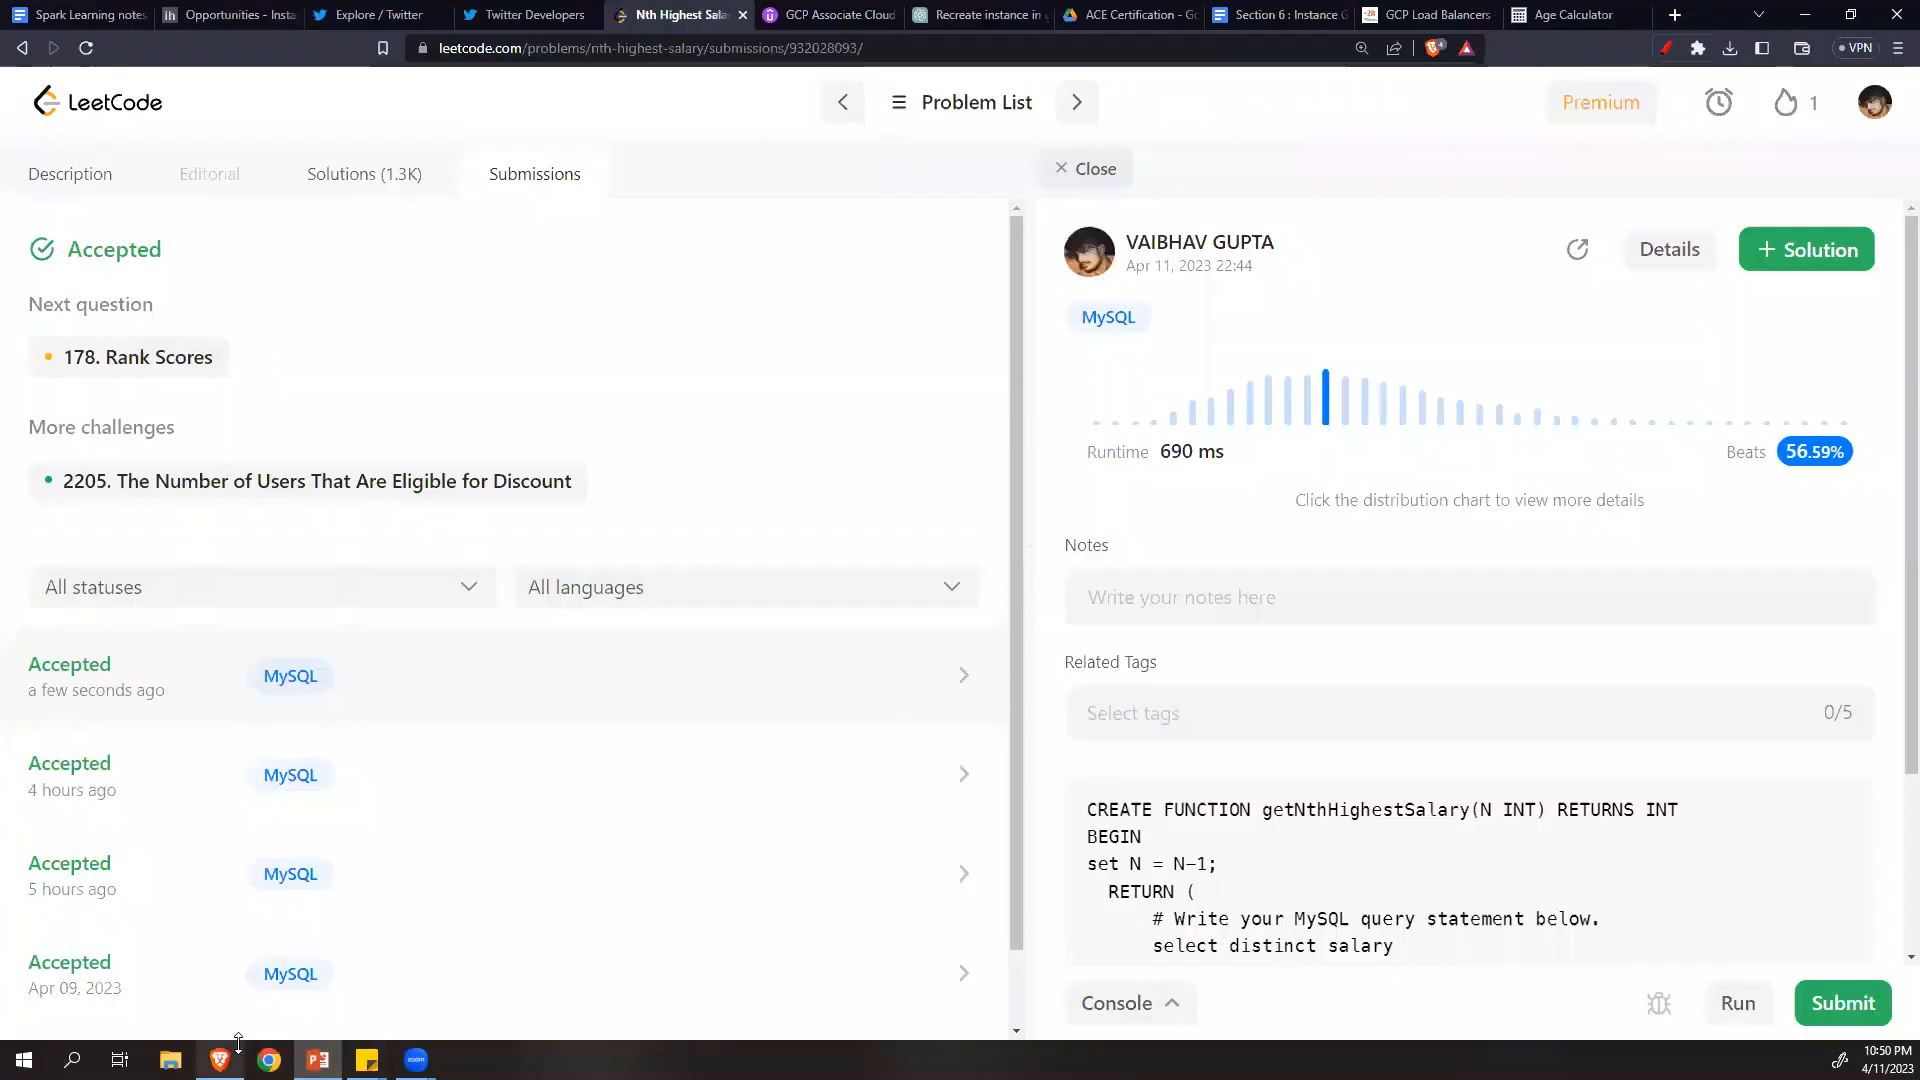 Spark Learning notes
Opportunities - Insta
Explore / Twitter
Twitter Developers
Nth Highest Sala
GCP Associate Cloud
Recreate instance in
ACE Certification - Go
Section 6 : Instance G
GCP Load Balancers
Age Calculator
leetcode.com/problems/nth-highest-salary/submissions/932028093/
VPN
LeetCode
Problem List
Premium
1
Description
Editorial
Solutions (1.3K)
Submissions
Close
Accepted
Next question
178. Rank Scores
More challenges
2205. The Number of Users That Are Eligible for Discount
All statuses
All languages
Accepted
a few seconds ago
MySQL
Accepted
4 hours ago
MySQL
Accepted
5 hours ago
MySQL
Accepted
Apr 09, 2023
MySQL
VAIBHAV GUPTA
Apr 11, 2023 22:44
Details
+ Solution
MySQL
Runtime 690 ms
Beats 56.59%
Click the distribution chart to view more details
Notes
Write your notes here
Related Tags
Select tags
0/5
CREATE FUNCTION getNthHighestSalary(N INT) RETURNS INT
BEGIN
set N = N-1;
RETURN (
# Write your MySQL query statement below.
select distinct salary
Console
Run
Submit
zoom
10:50 PM
4/11/2023